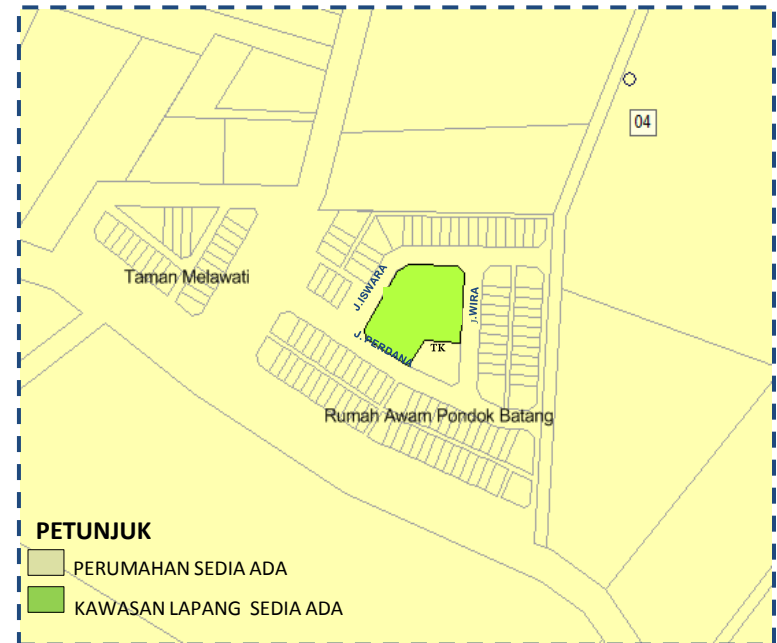 04
Taman Melawati
J.ISWARA
J.WIRA
J. PERDANA
TK
Rumah Awam Pondok Batang
PETUNJUK
PERUMAHAN SEDIA ADA
KAWASAN LAPANG SEDIA ADA